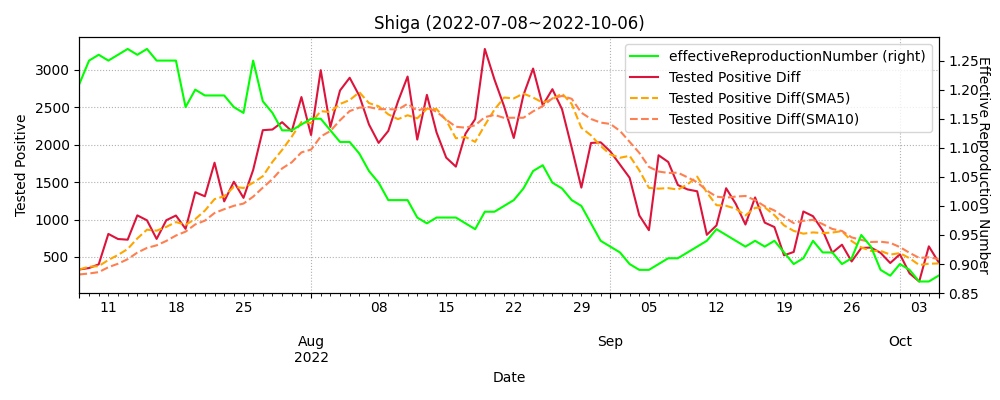 Shiga (2022-07-08~2022-10-06)
effectiveReproductionNumber (right)
Tested Positive Diff
Tested Positive Diff(SMA5)
Tested Positive Diff(SMA10)
Tested Positive
3000
2500
2000
1500
1000
500
1.25
1.20
1.15
1.10
1.05
1.00
0.95
0.90
0.85
Effective Reproduction Number
11 18 25 08 15 22 29 05 12 19 26 03
Aug Sep Oct
2022
Date